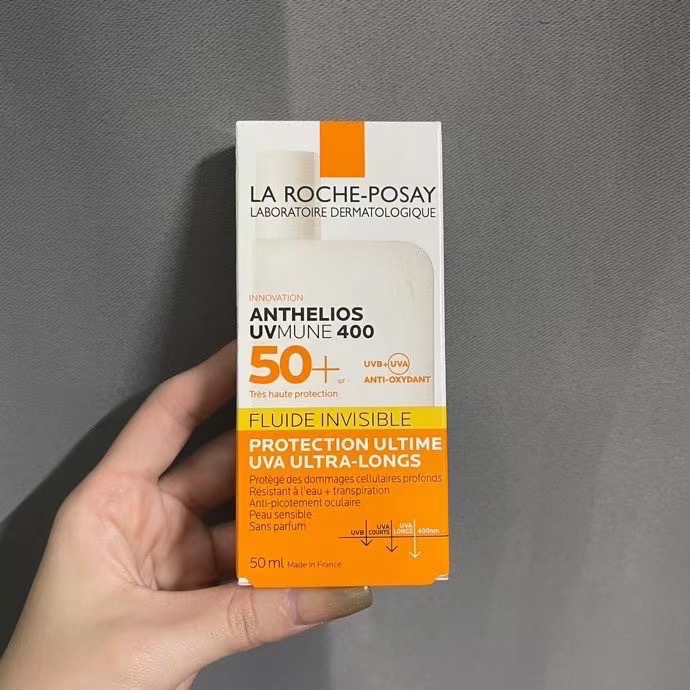 LA ROCHE-POSAY
LABORATOIRE DERMATOLOGIQUE
INNOVATION
ANTHELIOS
UVMUNE 400
50+
spf
Très haute protection
UVB+UVA
ANTI-OXYDANT
FLUIDE INVISIBLE
PROTECTION ULTIME
UVA ULTRA-LONGS
Protège des dommages cellulaires profonds
Résistant à l'eau + transpiration
Anti-picotement oculaire
Peau sensible
Sans parfum
UVB
UVA
COURTS
UVA
LONGS
400nm
50 ml Made in France